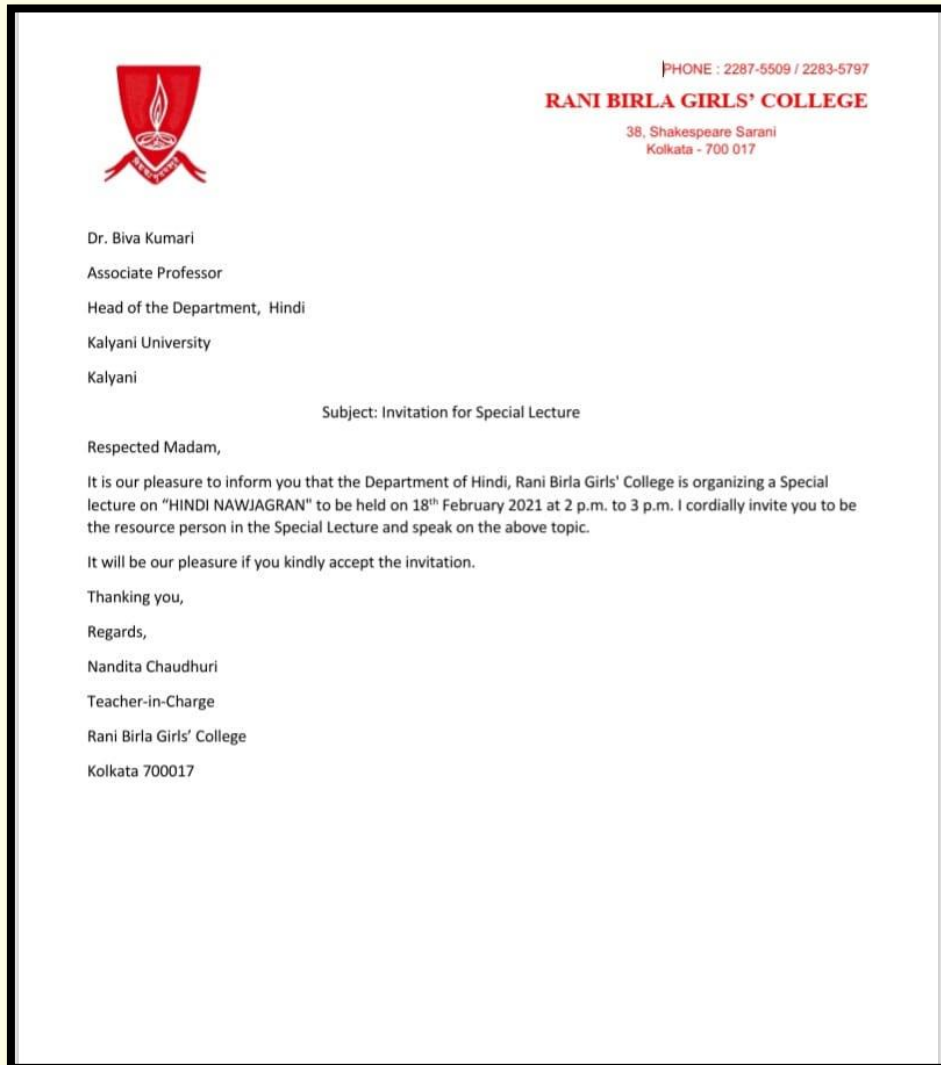 PHONE : 2287-5509 / 2283-5797
RANI BIRLA GIRLS’ COLLEGE
38, Shakespeare Sarani
Kolkata - 700 017
Dr. Biva Kumari
Associate Professor
Head of the Department, Hindi
Kalyani University
Kalyani
Subject: Invitation for Special Lecture
Respected Madam,
It is our pleasure to inform you that the Department of Hindi, Rani Birla Girls' College is organizing a Special
lecture on “HINDI NAWJAGRAN" to be held on 18th February 2021 at 2 p.m. to 3 p.m. I cordially invite you to be
the resource person in the Special Lecture and speak on the above topic.
It will be our pleasure if you kindly accept the invitation.
Thanking you,
Regards,
Nandita Chaudhuri
Teacher-in-Charge
Rani Birla Girls’ College
Kolkata 700017